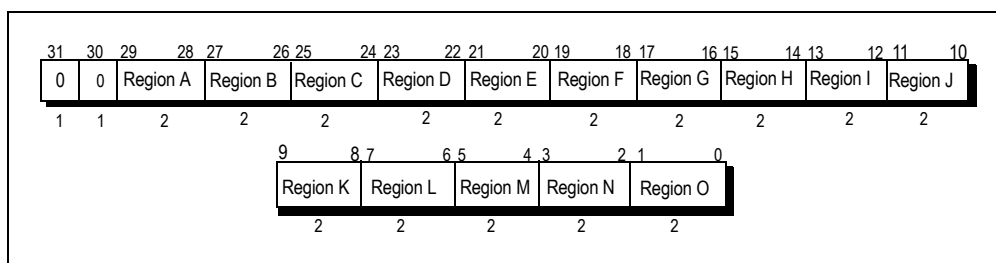 31 30 29 28 27 26 25 24 23 22 21 20 19 18 17 16 15 14 13 12 11 10
0 0 Region A Region B Region C Region D Region E Region F Region G Region H Region I Region J
1 1 2 2 2 2 2 2 2 2 2 2
9 8 7 6 5 4 3 2 1 0
Region K Region L Region M Region N Region O
2 2 2 2 2